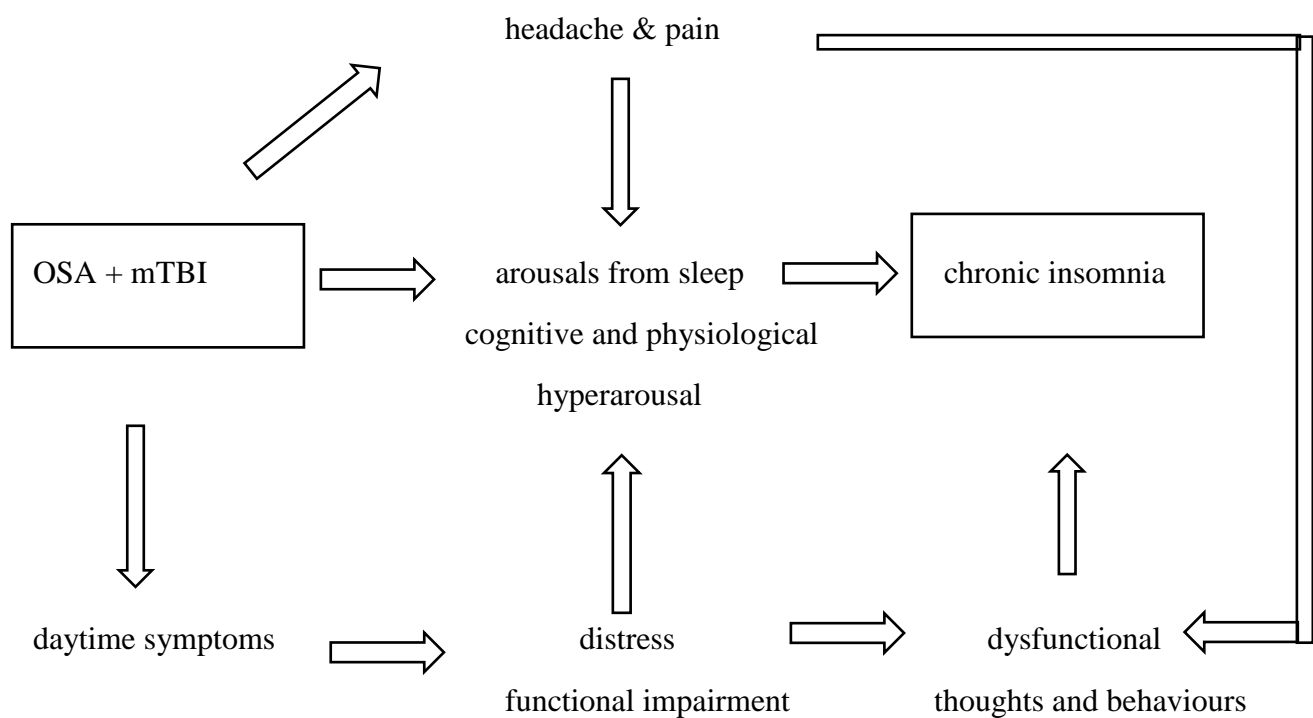 headache & pain
OSA + mTBI
arousals from sleep
cognitive and physiological
hyperarousal
chronic insomnia
daytime symptoms
distress
functional impairment
dysfunctional
thoughts and behaviours